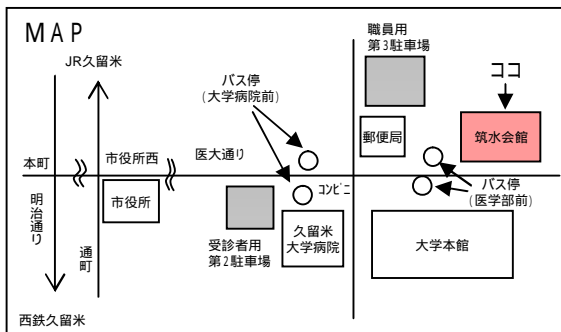 MAP
JR久留米
職員用
第3駐車場
バス停
(大学病院前)
ココ
郵便局
筑水会館
本町
市役所西
医大通り
市役所
コンビニ
バス停
(医学部前)
明治通り
通町
受診者用
第2駐車場
久留米
大学病院
大学本館
西鉄久留米